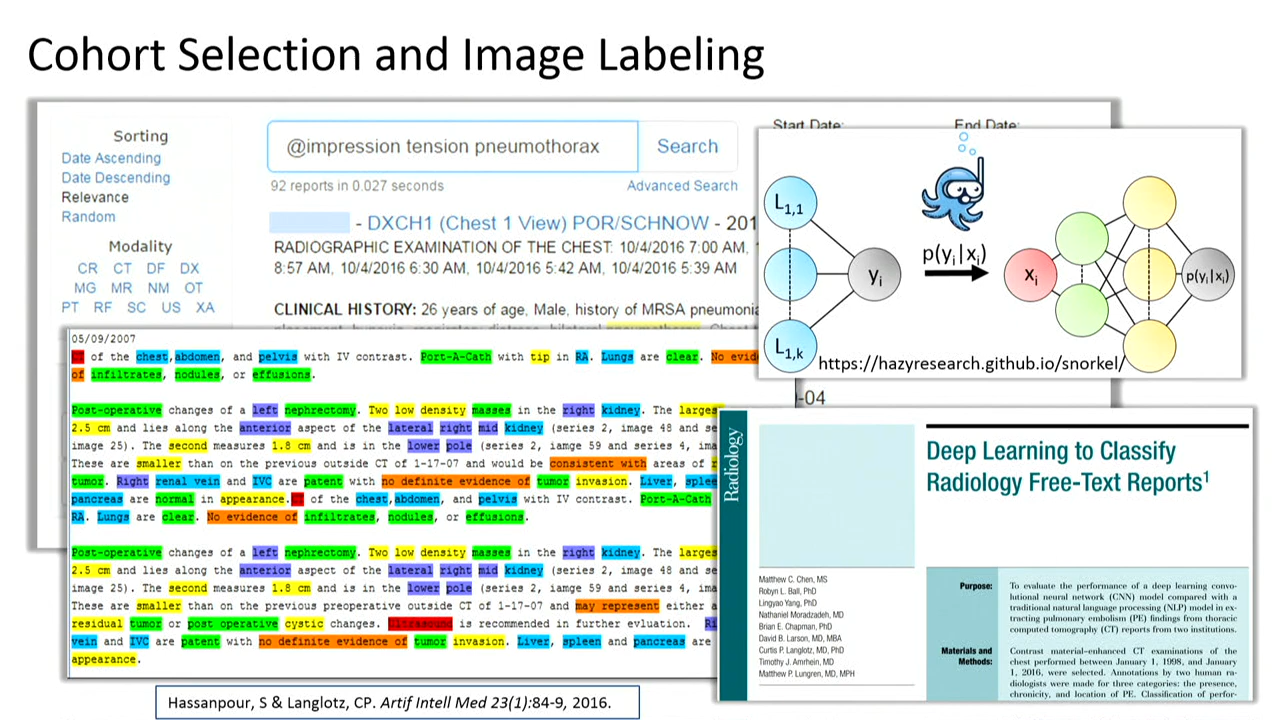 Cohort Selection and Image Labeling
Sorting
Date Ascending
Date Descending
Relevance
Random
Modality
CR CT DF DX
MG MR NM OT
PT RF SC US XA
@impression tension pneumothorax
Search
92 reports in 0.027 seconds
Advanced Search
Start Date:
End Date:
- DXCH1 (Chest 1 View) POR/SCHNOW - 201
RADIOGRAPHIC EXAMINATION OF THE CHEST: 10/4/2016 7:00 AM,
8:57 AM, 10/4/2016 6:30 AM, 10/4/2016 5:42 AM, 10/4/2016 5:39 AM
CLINICAL HISTORY: 26 years of age, Male, history of MRSA pneumonia
-04
L1,1
L1,k
yi
p(yi|xi)
xi
p(yi|xi)
https://hazyresearch.github.io/snorkel/
05/09/2007
CT of the chest,abdomen, and pelvis with IV contrast. Port-A-Cath with tip in RA. Lungs are clear. No evid
of infiltrates, nodules, or effusions.
Post-operative changes of a left nephrectomy. Two low density masses in the right kidney. The larges
2.5 cm and lies along the anterior aspect of the lateral right mid kidney (series 2, image 48 and se
image 25). The second measures 1.8 cm and is in the lower pole (series 2, iamge 59 and series 4, ima
These are smaller than on the previous outside CT of 1-17-07 and would be consistent with areas of r
tumor. Right renal vein and IVC are patent with no definite evidence of tumor invasion. Liver, splee
pancreas are normal in appearance.CT of the chest,abdomen, and pelvis with IV contrast. Port-A-Cath
RA. Lungs are clear. No evidence of infiltrates, nodules, or effusions.
Post-operative changes of a left nephrectomy. Two low density masses in the right kidney. The larges
2.5 cm and lies along the anterior aspect of the lateral right mid kidney (series 2, image 48 and se
image 25). The second measures 1.8 cm and is in the lower pole (series 2, iamge 59 and series 4, ima
These are smaller than on the previous preoperative outside CT of 1-17-07 and may represent either a
residual tumor or post operative cystic changes. Ultrasound is recommended in further evluation. Ri
vein and IVC are patent with no definite evidence of tumor invasion. Liver, spleen and pancreas are
appearance.
Radiology
Deep Learning to Classify
Radiology Free-Text Reports1
Matthew C. Chen, MS
Robyn L. Ball, PhD
Lingyao Yang, PhD
Nathaniel Moradzadeh, MD
Brian E. Chapman, PhD
David B. Larson, MD, MBA
Curtis P. Langlotz, MD, PhD
Timothy J. Amrhein, MD
Matthew P. Lungren, MD, MPH
Purpose:
To evaluate the performance of a deep learning convo-
lutional neural network (CNN) model compared with a
traditional natural language processing (NLP) model in ex-
tracting pulmonary embolism (PE) findings from thoracic
computed tomography (CT) reports from two institutions.
Materials and
Methods:
Contrast material–enhanced CT examinations of the
chest performed between January 1, 1998, and January
1, 2016, were selected. Annotations by two human ra-
diologists were made for three categories: the presence,
chronicity, and location of PE. Classification of perfor-
Hassanpour, S & Langlotz, CP. Artif Intell Med 23(1):84-9, 2016.